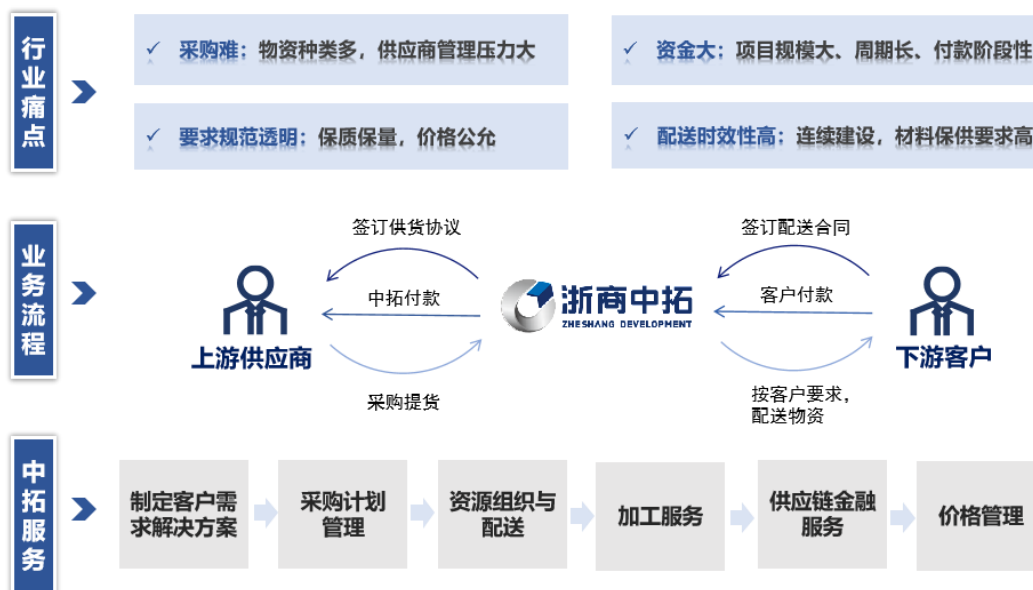 行业痛点
✓ 采购难：物资种类多，供应商管理压力大
✓ 资金大：项目规模大、周期长、付款阶段性
✓ 要求规范透明：保质保量，价格公允
✓ 配送时效性高：连续建设，材料保供要求高
业务流程
签订供货协议
签订配送合同
中拓付款
浙商中拓
ZHESHANG DEVELOPMENT
客户付款
上游供应商
下游客户
采购提货
按客户要求，
配送物资
中拓服务
制定客户需
求解决方案
采购计划
管理
资源组织与
配送
加工服务
供应链金融
服务
价格管理